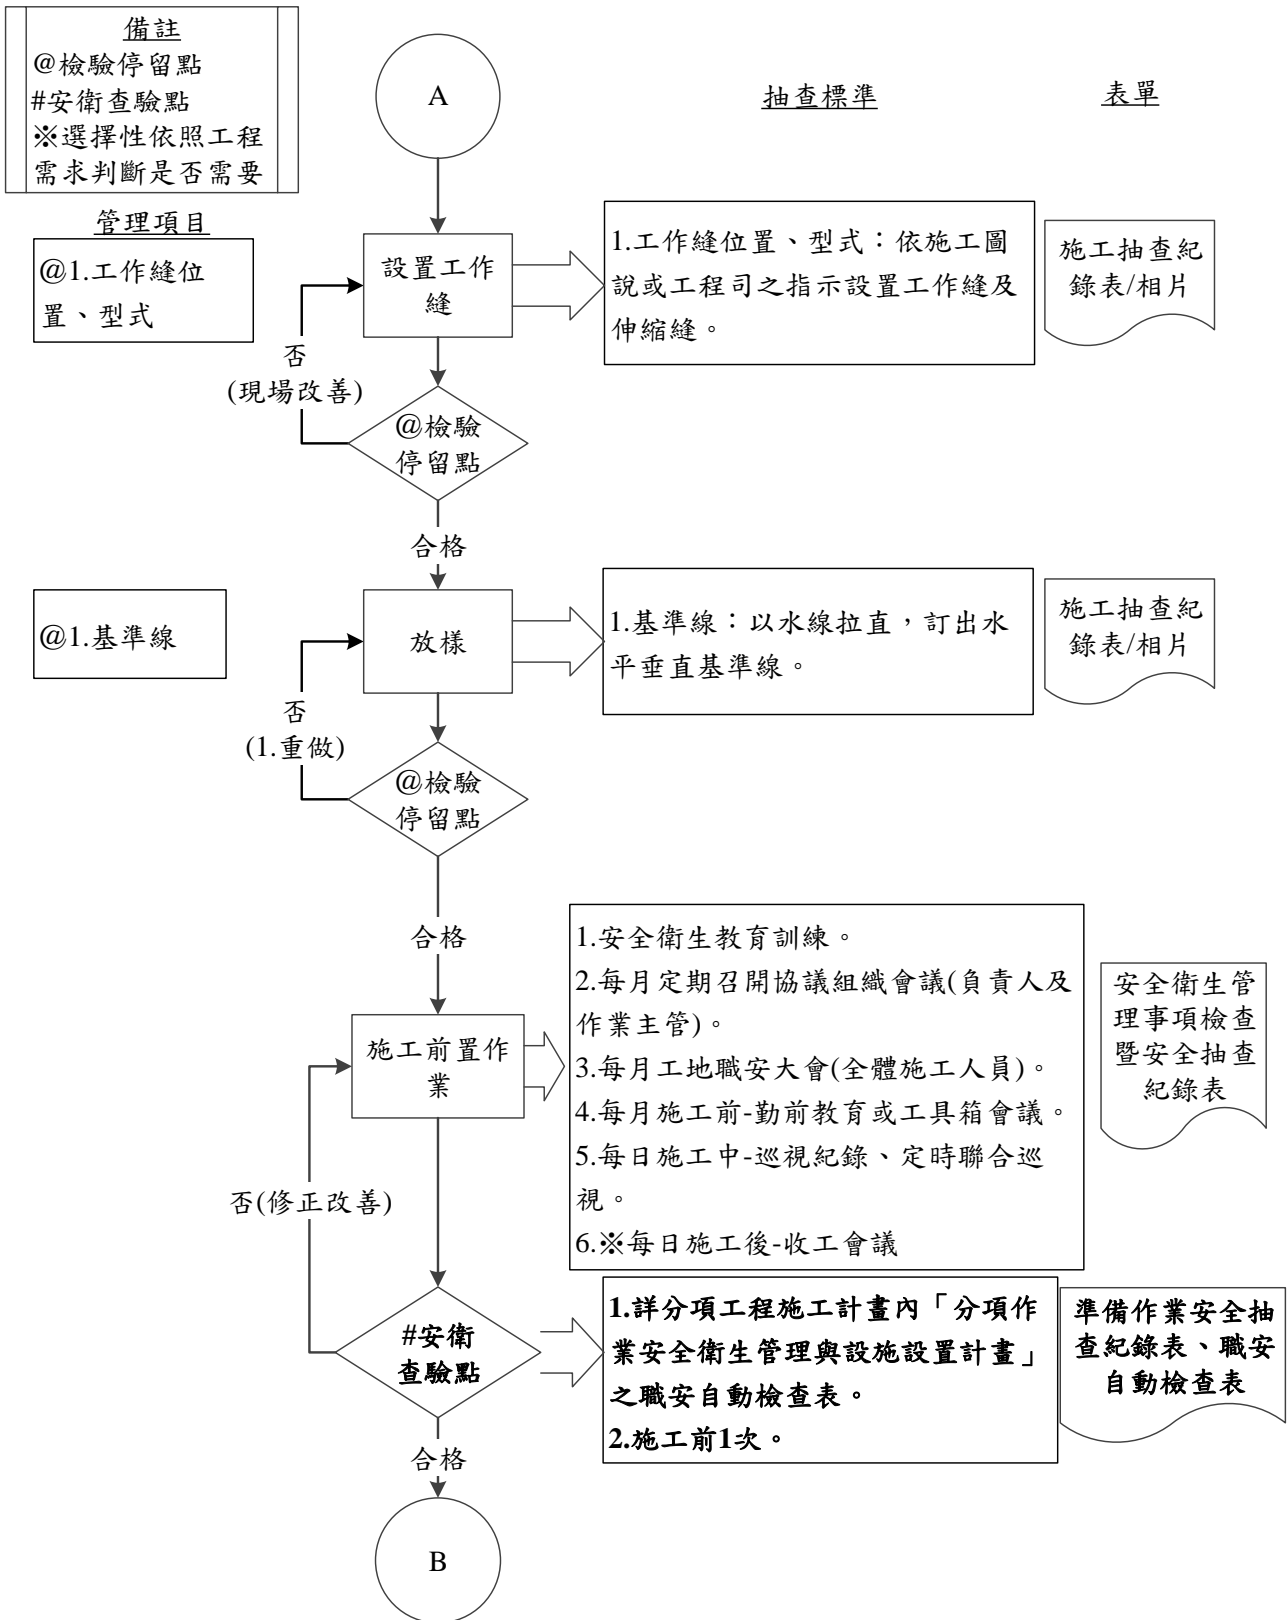 備註
@檢驗停留點
#安衛查驗點
※選擇性依照工程
需求判斷是否需要
A
抽查標準
表單
管理項目
@1.工作縫位
置、型式
設置工作
縫
1.工作縫位置、型式：依施工圖
說或工程司之指示設置工作縫及
伸縮縫。
施工抽查紀
錄表/相片
否
(現場改善)
@檢驗
停留點
合格
@1.基準線
放樣
1.基準線：以水線拉直，訂出水
平垂直基準線。
施工抽查紀
錄表/相片
否
(1.重做)
@檢驗
停留點
合格
施工前置作
業
1.安全衛生教育訓練。
2.每月定期召開協議組織會議(負責人及
作業主管)。
3.每月工地職安大會(全體施工人員)。
4.每月施工前-勤前教育或工具箱會議。
5.每日施工中-巡視紀錄、定時聯合巡
視。
6.※每日施工後-收工會議
安全衛生管
理事項檢查
暨安全抽查
紀錄表
否(修正改善)
#安衛
查驗點
1.詳分項工程施工計畫內「分項作
業安全衛生管理與設施設置計畫」
之職安自動檢查表。
2.施工前1次。
準備作業安全抽
查紀錄表、職安
自動檢查表
合格
B